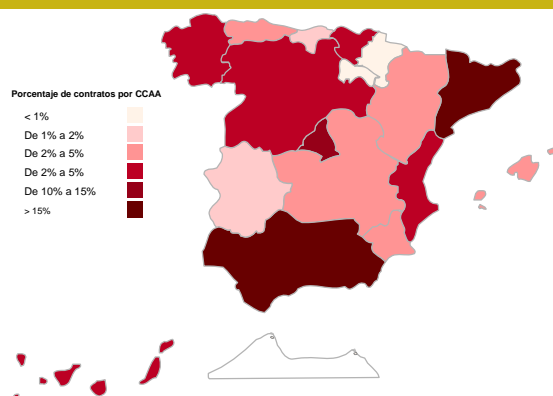 Porcentaje de contratos por CCAA
< 1%
De 1% a 2%
De 2% a 5%
De 2% a 5%
De 10% a 15%
> 15%